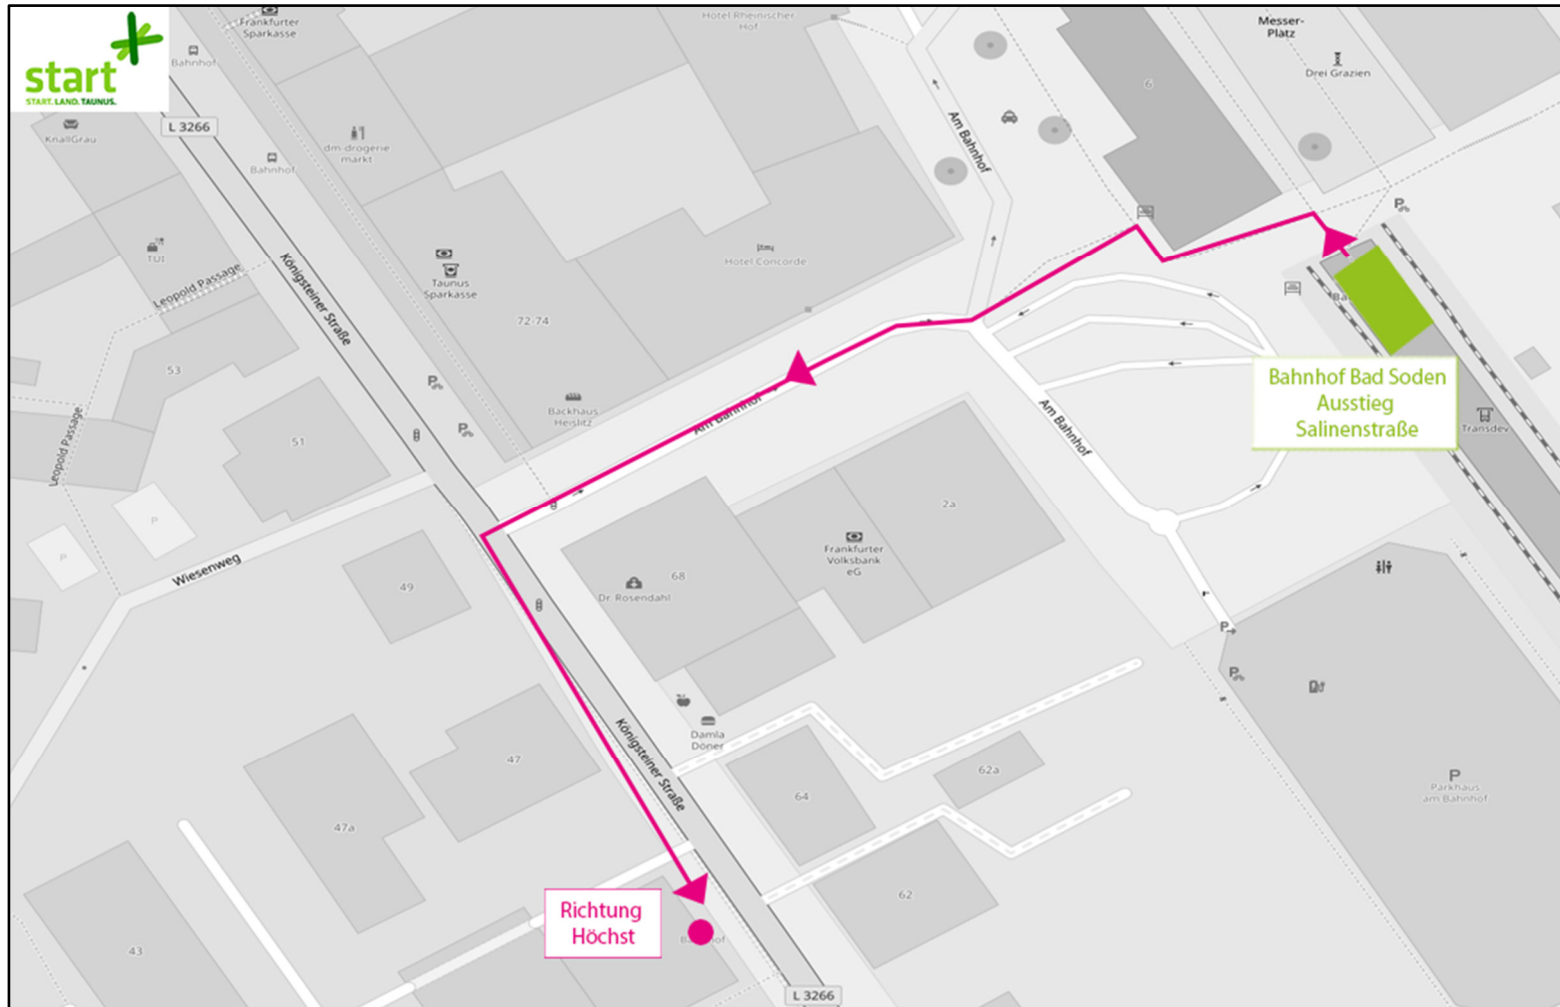 start
START. LAND. TAUNUS.
Frankfurter
Sparkasse
Bahnhof
Hotel Rheinischer
Hof
Messer-
Platz
Drei Grazien
6
KnallGrau
L 3266
dm-drogerie
markt
Bahnhof
Am Bahnhof
TUI
Leopold Passage
Königsteiner Straße
Taunus
Sparkasse
Hotel Concorde
72-74
53
Bahnhof Bad Soden
Ausstieg
Salinenstraße
Transdev
Backhaus
Heislitz
Am Bahnhof
Am Bahnhof
51
Leopold Passage
P
P
P
P
P
2a
Frankfurter
Volksbank
eG
Wiesenweg
49
68
Dr. Rosendahl
P
P
P
Damla
Döner
Königsteiner Straße
47
62a
64
47a
P
Parkhaus
am Bahnhof
62
Richtung
Höchst
43
L 3266